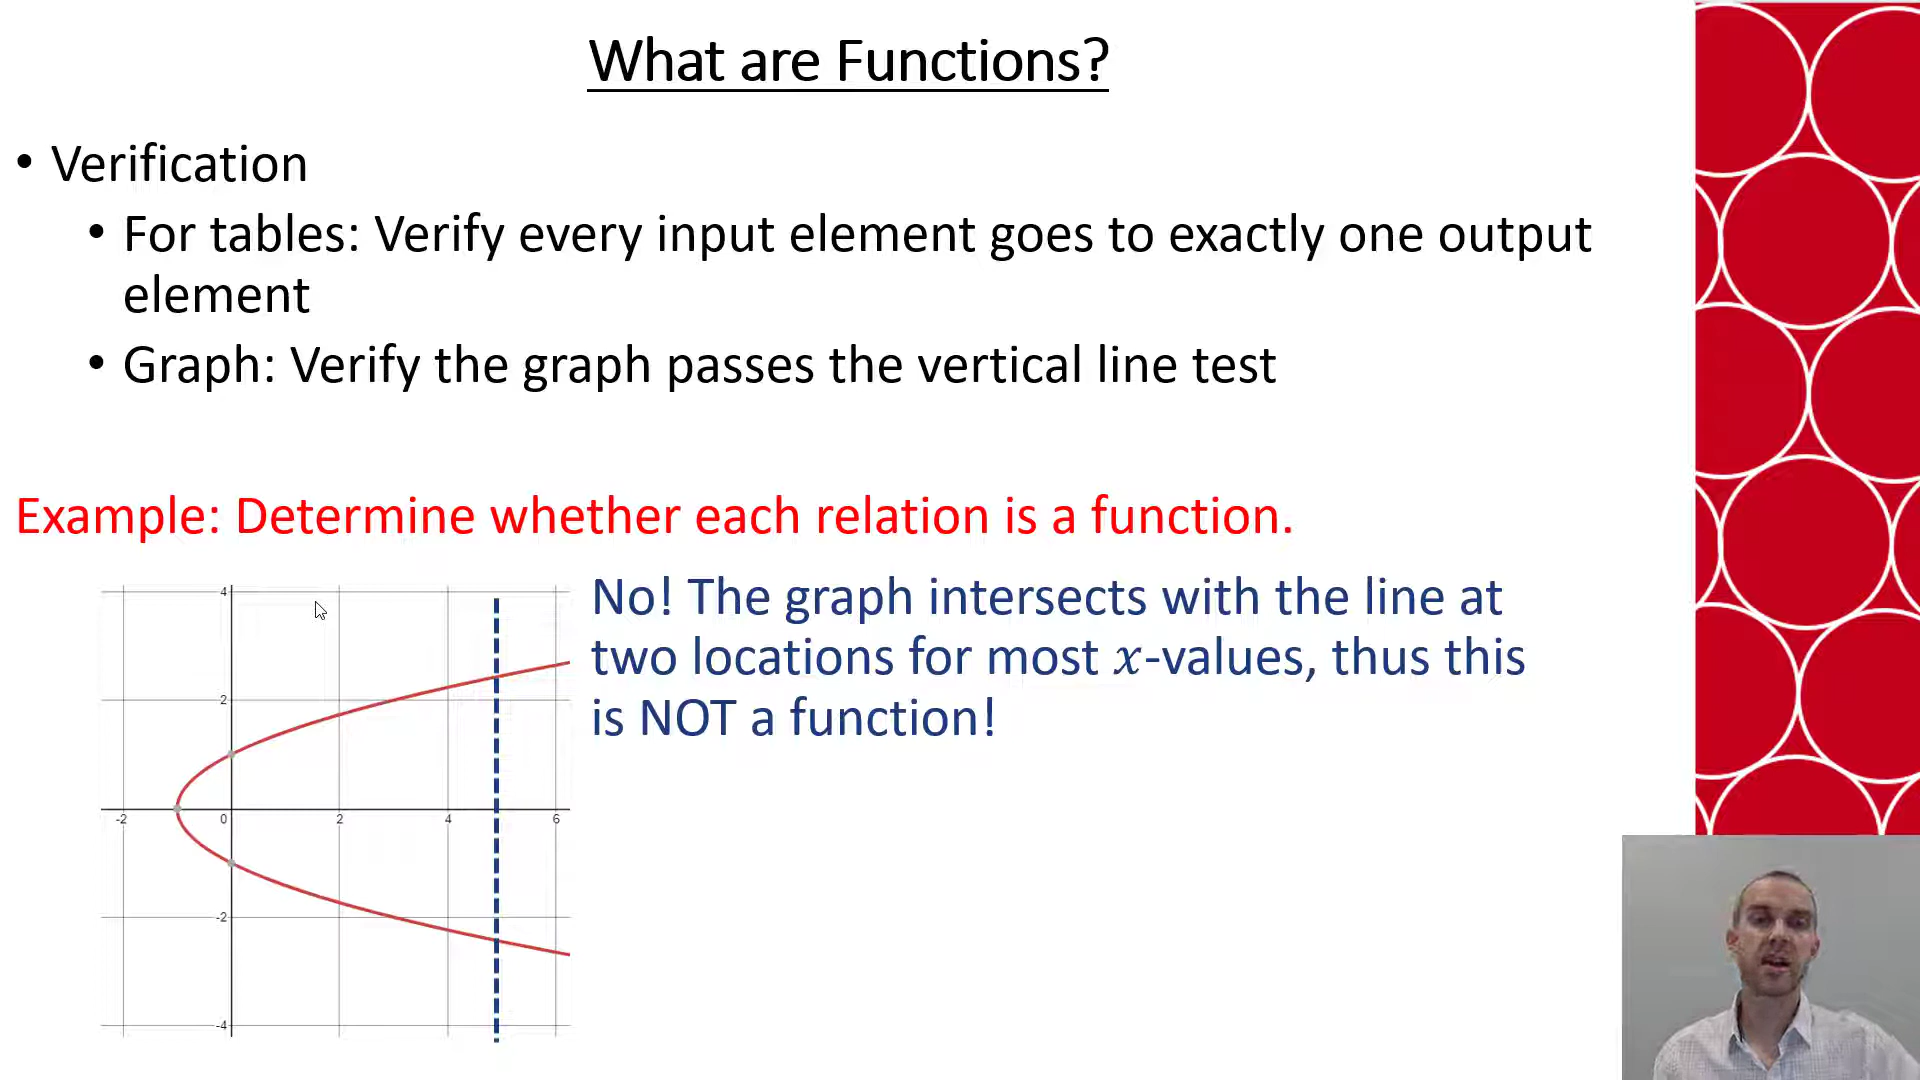 What are Functions?
• Verification
• For tables: Verify every input element goes to exactly one output
element
• Graph: Verify the graph passes the vertical line test
Example: Determine whether each relation is a function.
No! The graph intersects with the line at
two locations for most x-values, thus this
is NOT a function!
4
2
-2 0 2 4 6
-2
-4